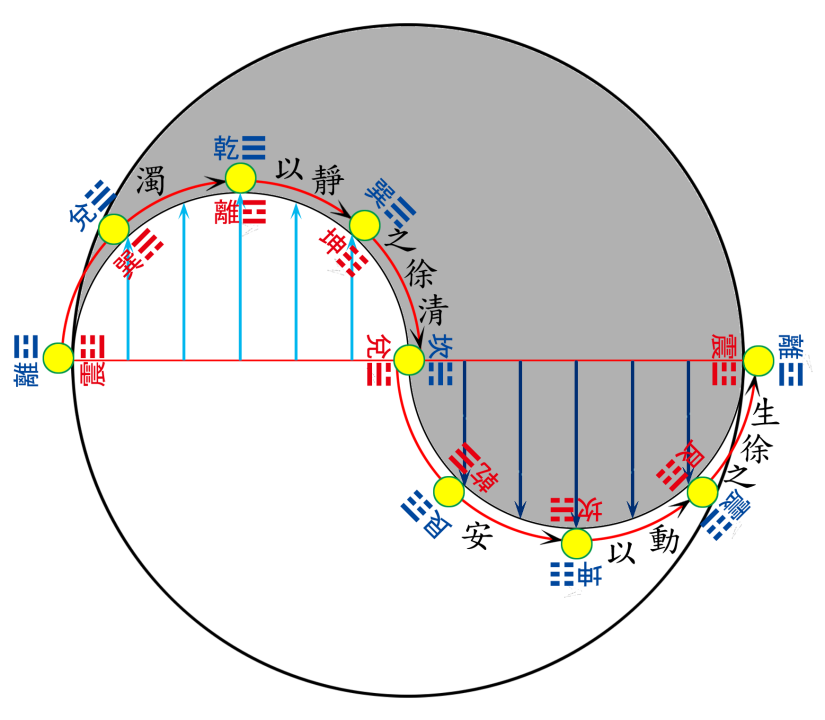 離
震
兌
巽
濁
乾
離
以
靜
巽
坤
之
徐
清
兌
坎
乾
艮
安
坎
坤
以
動
艮
震
之
徐
生
震
離